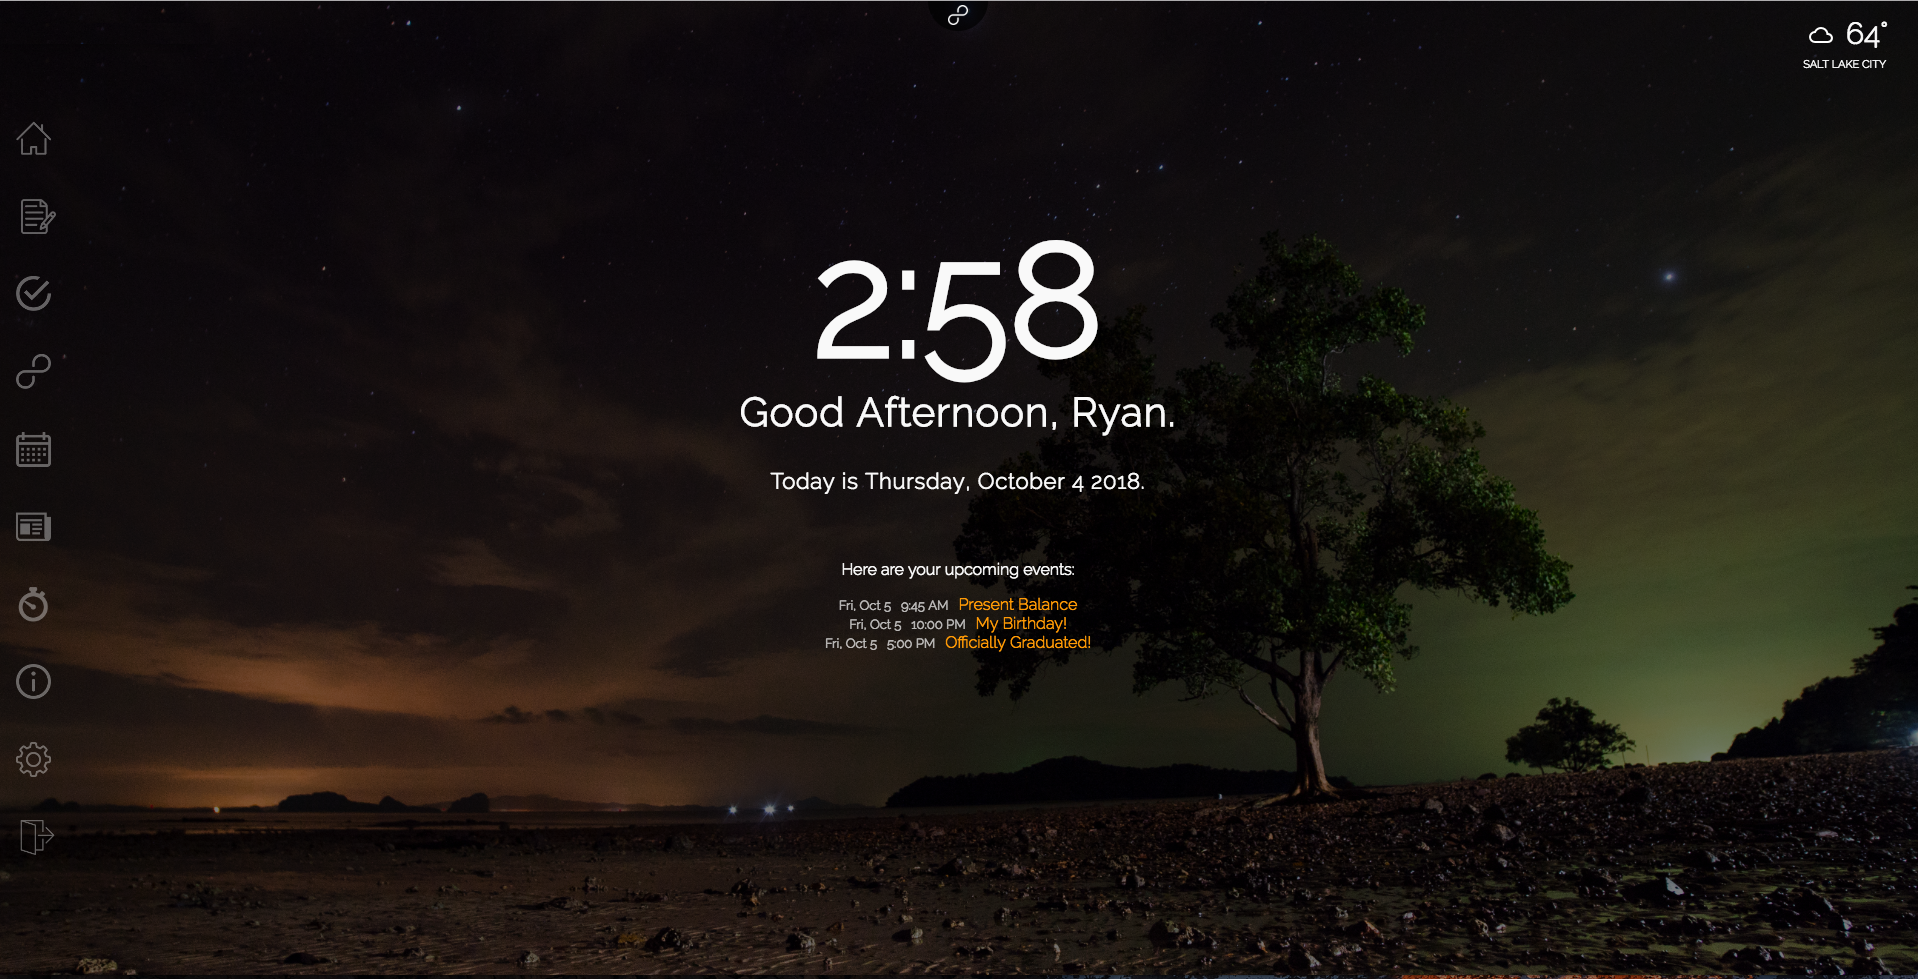 64°
SALT LAKE CITY
2:58
Good Afternoon, Ryan.
Today is Thursday, October 4 2018.
Here are your upcoming events:
Fri, Oct 5 9:45 AM Present Balance
Fri, Oct 5 10:00 PM My Birthday!
Fri, Oct 5 5:00 PM Officially Graduated!